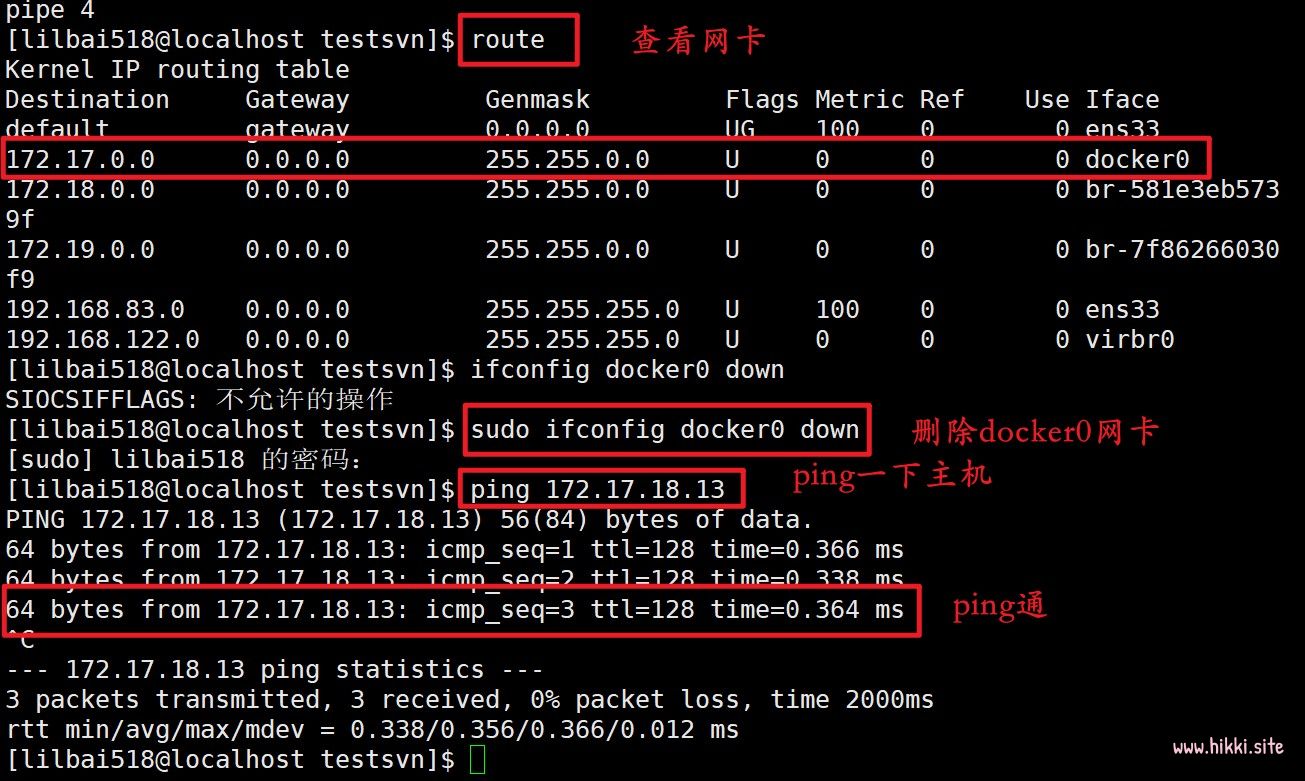 pipe 4
[lilbai518@localhost testsvn]$ route 查看网卡
Kernel IP routing table
Destination     Gateway         Genmask         Flags Metric Ref    Use Iface
default         gateway         0.0.0.0         UG    100    0        0 ens33
172.17.0.0      0.0.0.0         255.255.0.0     U     0      0        0 docker0
172.18.0.0      0.0.0.0         255.255.0.0     U     0      0        0 br-581e3eb573
9f
172.19.0.0      0.0.0.0         255.255.0.0     U     0      0        0 br-7f86266030
f9
192.168.83.0    0.0.0.0         255.255.255.0   U     100    0        0 ens33
192.168.122.0   0.0.0.0         255.255.255.0   U     0      0        0 virbr0
[lilbai518@localhost testsvn]$ ifconfig docker0 down
SIOCSIFFLAGS: 不允许的操作
[lilbai518@localhost testsvn]$ sudo ifconfig docker0 down 删除docker0网卡
[sudo] lilbai518 的密码：
[lilbai518@localhost testsvn]$ ping 172.17.18.13 ping一下主机
PING 172.17.18.13 (172.17.18.13) 56(84) bytes of data.
64 bytes from 172.17.18.13: icmp_seq=1 ttl=128 time=0.366 ms
64 bytes from 172.17.18.13: icmp_seq=2 ttl=128 time=0.338 ms
64 bytes from 172.17.18.13: icmp_seq=3 ttl=128 time=0.364 ms ping通
^C
--- 172.17.18.13 ping statistics ---
3 packets transmitted, 3 received, 0% packet loss, time 2000ms
rtt min/avg/max/mdev = 0.338/0.356/0.366/0.012 ms
[lilbai518@localhost testsvn]$
www.hikki.site